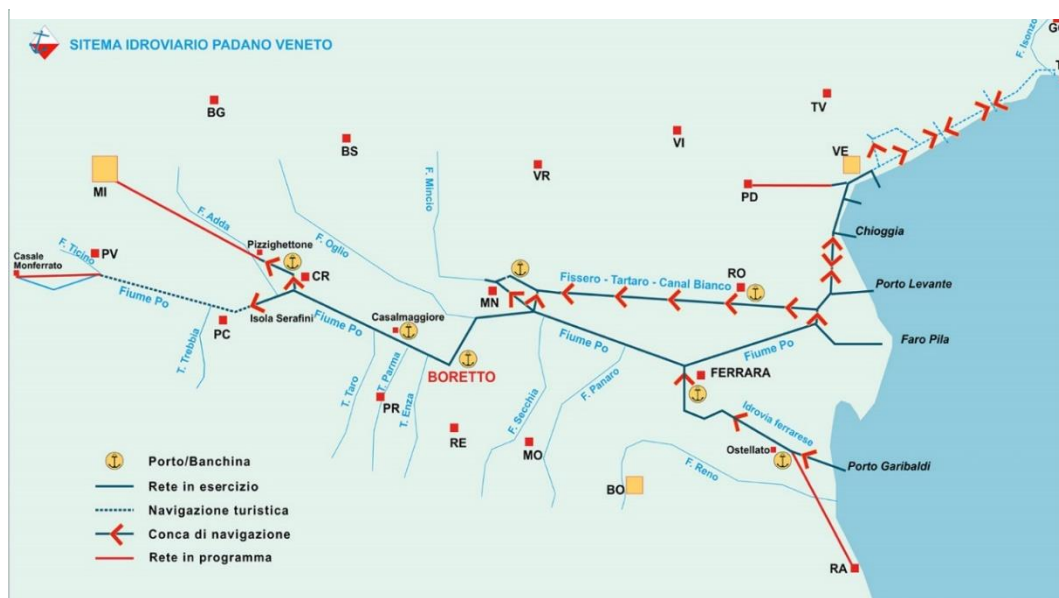 SITEMA IDROVIARIO PADANO VENETO
F. Isonzo
BG
TV
BS
VI
VE
VR
MI
PD
F. Mincio
F. Adda
F. Oglio
Chioggia
Pizzighettone
PV
F. Ticino
Casale
Monferrato
CR
MN
Fissero - Tartaro - Canal Bianco
RO
Porto Levante
Fiume Po
Isola Serafini
Fiume Po
Casalmaggiore
PC
T. Trebbia
Fiume Po
Fiume Po
Faro Pila
BORETTO
FERRARA
T. Taro
T. Parma
T. Enza
PR
RE
F. Secchia
F. Panaro
MO
Idrovia ferrarese
Ostellato
F. Reno
Porto Garibaldi
BO
RA
Porto/Banchina
Rete in esercizio
Navigazione turistica
Conca di navigazione
Rete in programma